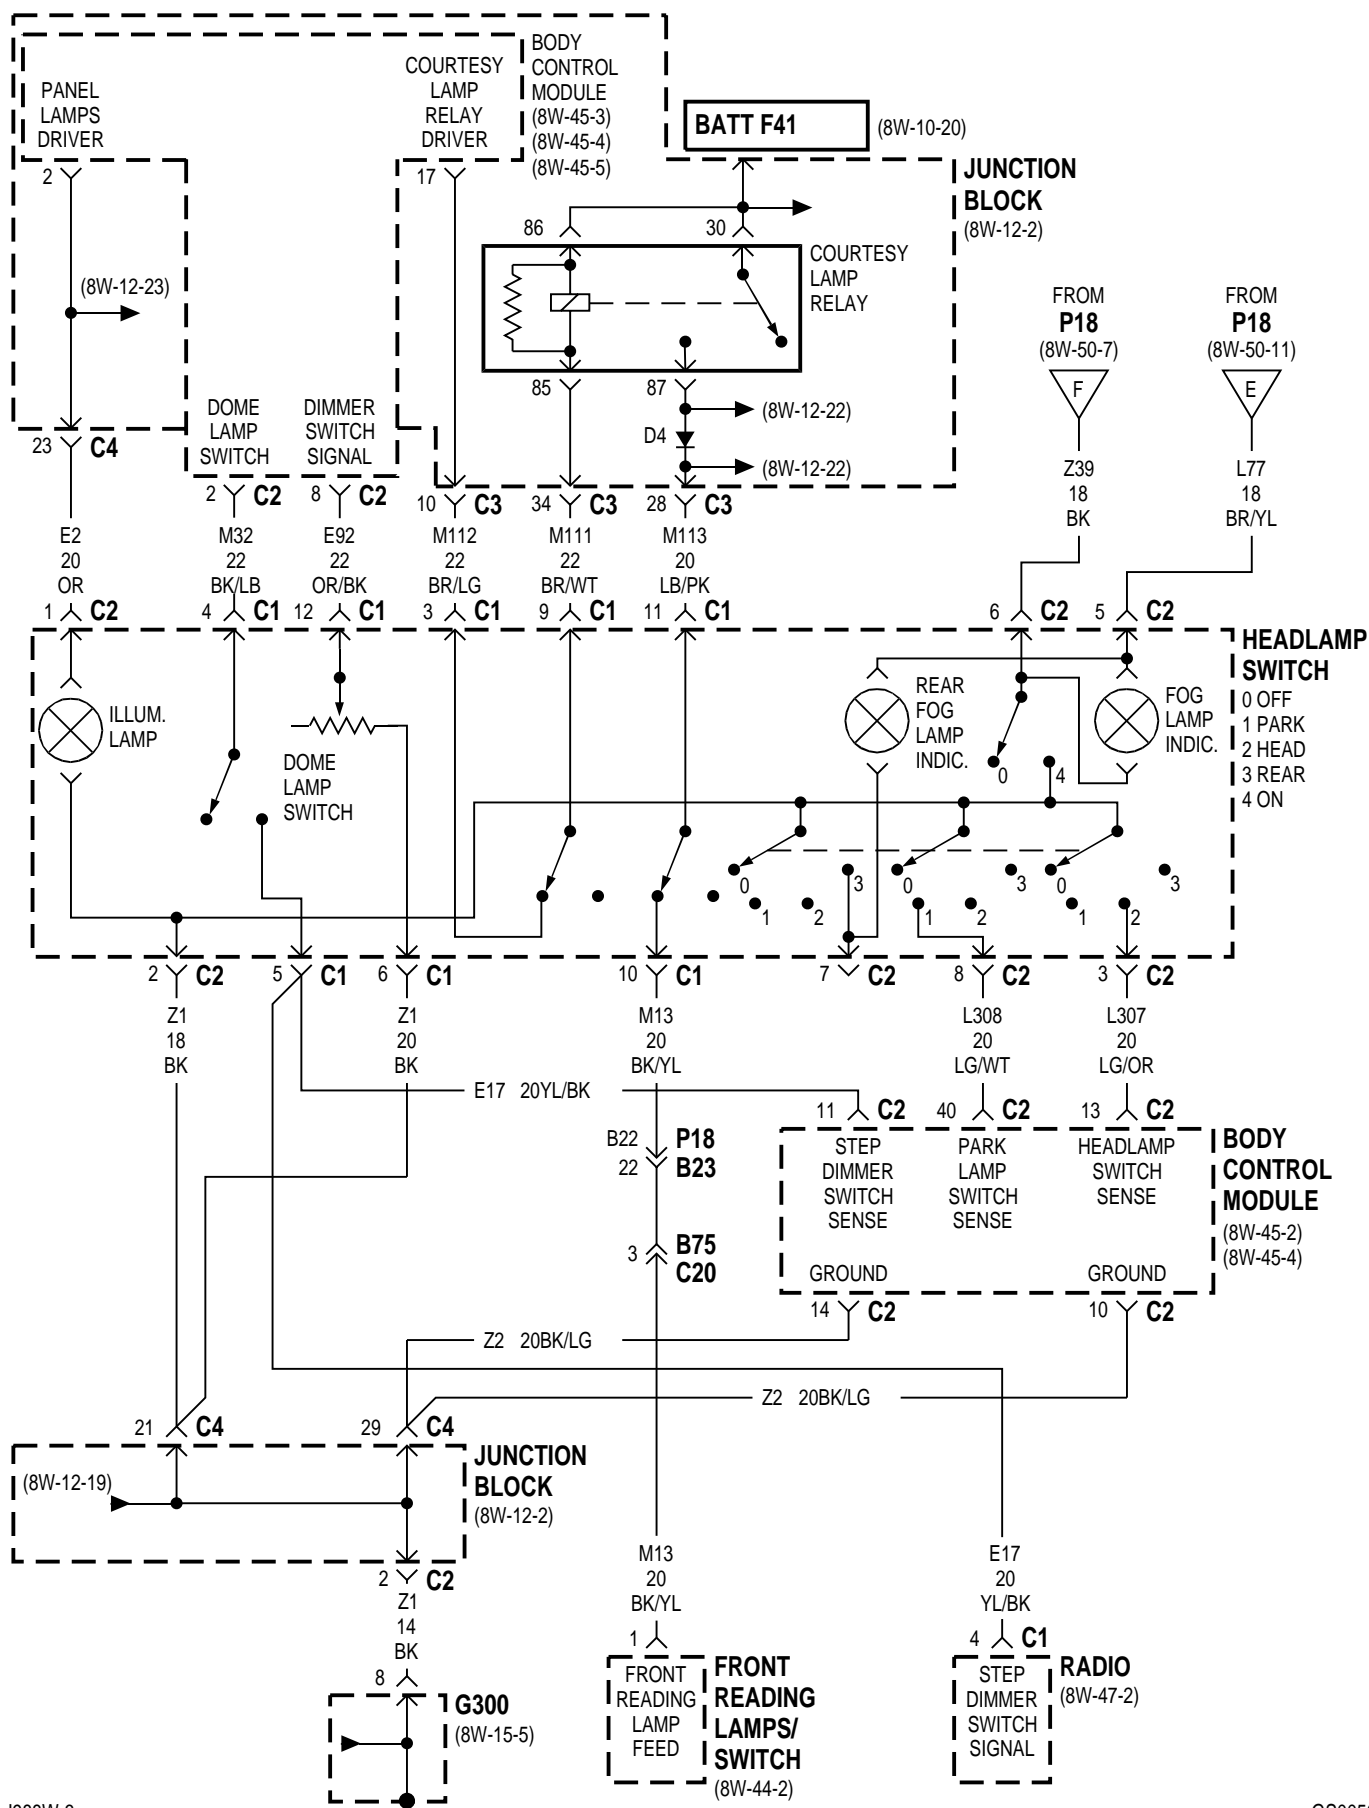 BODY
CONTROL
MODULE
(8W-45-3)
(8W-45-4)
(8W-45-5)
PANEL
LAMPS
DRIVER
COURTESY
LAMP
RELAY
DRIVER
BATT F41
(8W-10-20)
JUNCTION
BLOCK
(8W-12-2)
2
17
86
30
COURTESY
LAMP
RELAY
(8W-12-23)
FROM
P18
(8W-50-7)
F
FROM
P18
(8W-50-11)
E
85
87
(8W-12-22)
D4
(8W-12-22)
DOME
LAMP
SWITCH
DIMMER
SWITCH
SIGNAL
23 C4
2 C2
8 C2
10 C3
34 C3
28 C3
Z39
18
BK
L77
18
BR/YL
E2
20
OR
M32
22
BK/LB
E92
22
OR/BK
M112
22
BR/LG
M111
22
BR/WT
M113
20
LB/PK
1 C2
4 C1
12 C1
3 C1
9 C1
11 C1
6 C2
5 C2
HEADLAMP
SWITCH
0 OFF
1 PARK
2 HEAD
3 REAR
4 ON
ILLUM.
LAMP
DOME
LAMP
SWITCH
REAR
FOG
LAMP
INDIC.
FOG
LAMP
INDIC.
0
4
0
1
2
3
0
1
2
3
0
1
2
3
2 C2
5 C1
6 C1
10 C1
7 C2
8 C2
3 C2
Z1
18
BK
Z1
20
BK
M13
20
BK/YL
L308
20
LG/WT
L307
20
LG/OR
E17 20YL/BK
11 C2
40 C2
13 C2
B22 P18
22 B23
STEP
DIMMER
SWITCH
SENSE
PARK
LAMP
SWITCH
SENSE
HEADLAMP
SWITCH
SENSE
BODY
CONTROL
MODULE
(8W-45-2)
(8W-45-4)
3 B75
C20
GROUND
GROUND
14 C2
10 C2
Z2 20BK/LG
Z2 20BK/LG
21 C4
29 C4
JUNCTION
BLOCK
(8W-12-2)
(8W-12-19)
2 C2
Z1
14
BK
8
G300
(8W-15-5)
M13
20
BK/YL
1
FRONT
READING
LAMP
FEED
FRONT
READING
LAMPS/
SWITCH
(8W-44-2)
E17
20
YL/BK
4 C1
STEP
DIMMER
SWITCH
SIGNAL
RADIO
(8W-47-2)